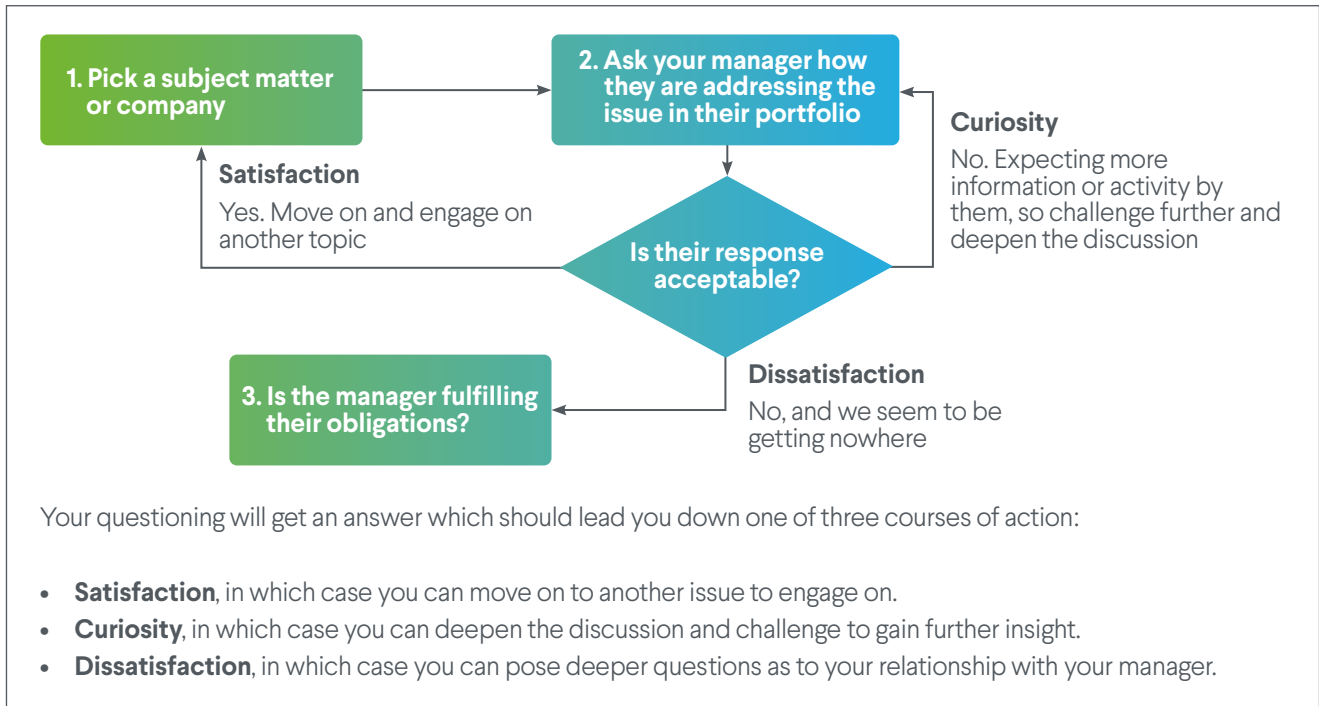 1. Pick a subject matter
or company
2. Ask your manager how
they are addressing the
issue in their portfolio
Curiosity
No. Expecting more
information or activity by
them, so challenge further and
deepen the discussion
Satisfaction
Yes. Move on and engage on
another topic
Is their response
acceptable?
3. Is the manager fulfilling
their obligations?
Dissatisfaction
No, and we seem to be
getting nowhere
Your questioning will get an answer which should lead you down one of three courses of action:
• Satisfaction, in which case you can move on to another issue to engage on.
• Curiosity, in which case you can deepen the discussion and challenge to gain further insight.
• Dissatisfaction, in which case you can pose deeper questions as to your relationship with your manager.